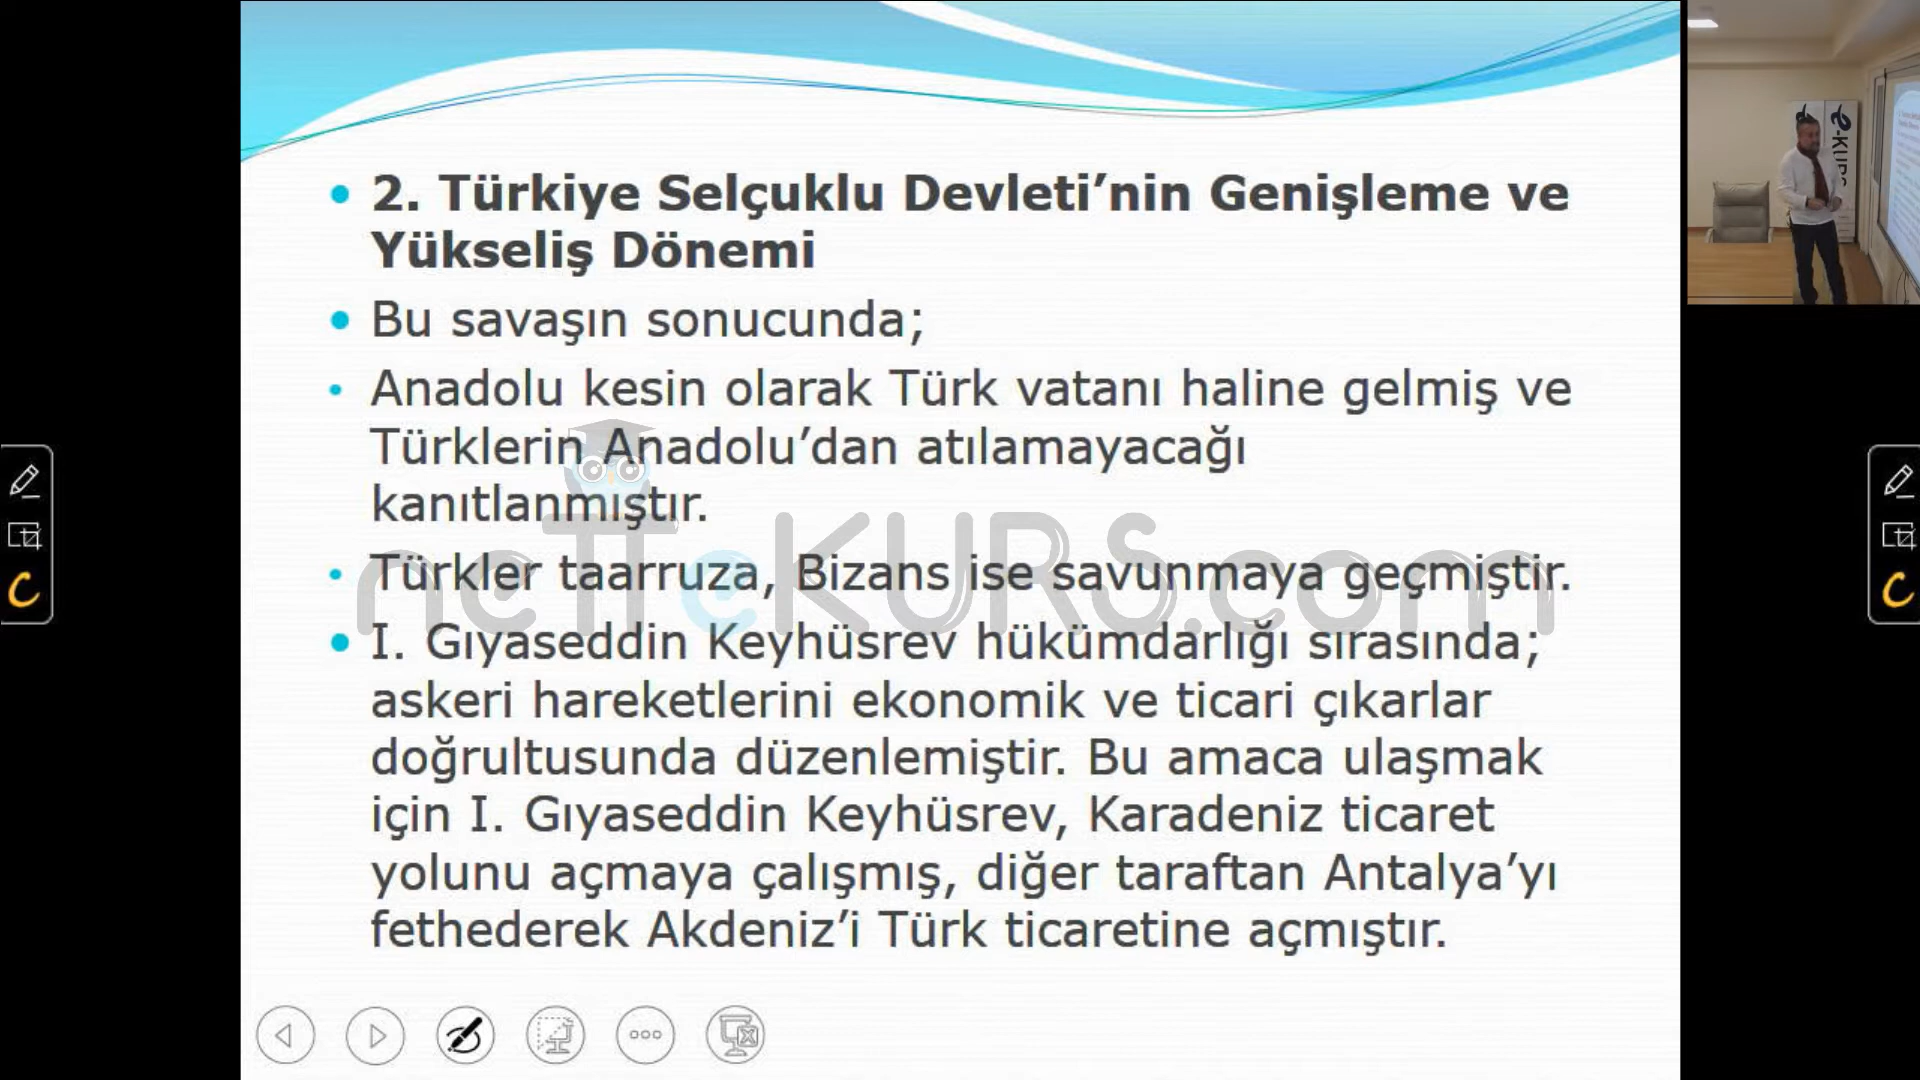 2. Türkiye Selçuklu Devleti’nin Genişleme ve
Yükseliş Dönemi
Bu savaşın sonucunda;
Anadolu kesin olarak Türk vatanı haline gelmiş ve
Türklerin Anadolu’dan atılamayacağı
kanıtlanmıştır.
Türkler taarruza, Bizans ise savunmaya geçmiştir.
I. Gıyaseddin Keyhüsrev hükümdarlığı sırasında;
askeri hareketlerini ekonomik ve ticari çıkarlar
doğrultusunda düzenlemiştir. Bu amaca ulaşmak
için I. Gıyaseddin Keyhüsrev, Karadeniz ticaret
yolunu açmaya çalışmış, diğer taraftan Antalya’yı
fethederek Akdeniz’i Türk ticaretine açmıştır.
netteKURS.com
e-KURS